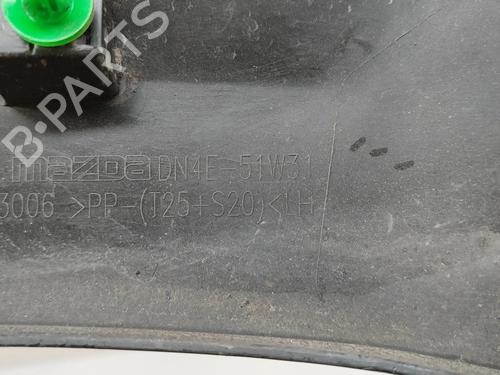 B-PARTS
mazda DN4E-51W31
3006 >PP-(T25+S20)<LH